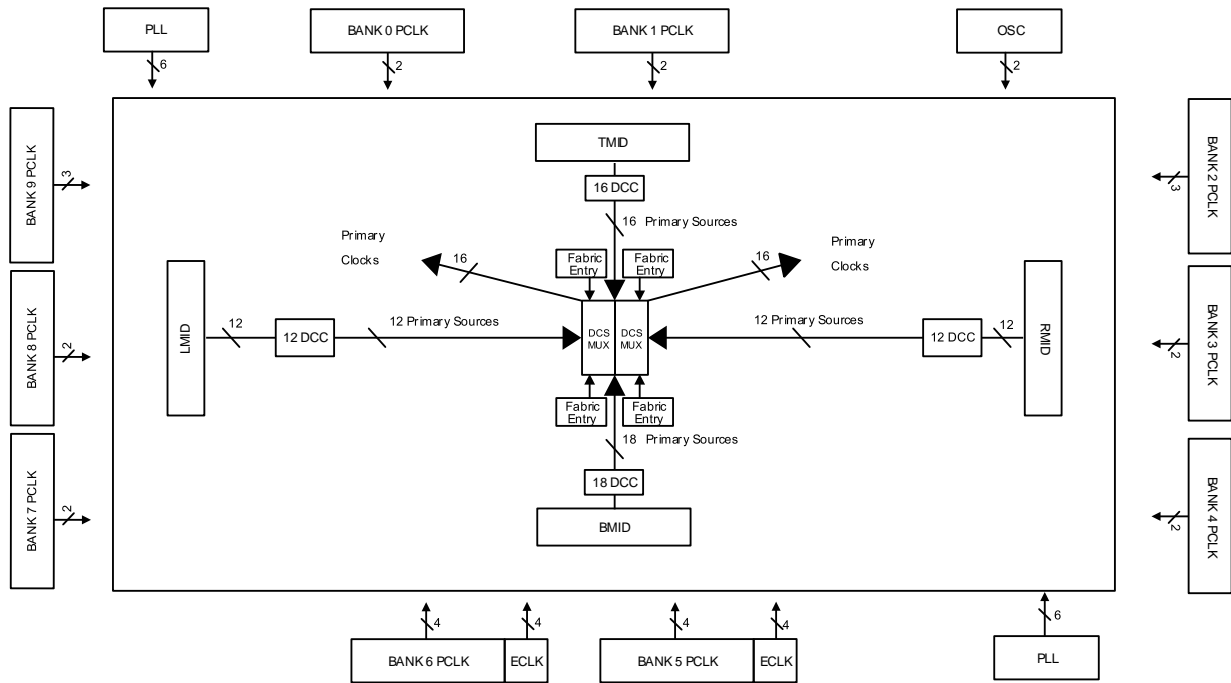 PLL
BANK 0 PCLK
BANK 1 PCLK
OSC
6
2
2
2
BANK 9 PCLK
3
BANK 8 PCLK
2
BANK 7 PCLK
2
TMID
16 DCC
16 Primary Sources
Primary
Clocks
16
Fabric
Entry
Fabric
Entry
16
Primary
Clocks
LMID
12
12 DCC
12 Primary Sources
DCS
MUX
DCS
MUX
12 Primary Sources
12 DCC
12
RMID
Fabric
Entry
Fabric
Entry
18 Primary Sources
18 DCC
BMID
BANK 2 PCLK
3
BANK 3 PCLK
2
BANK 4 PCLK
2
4
4
4
4
6
BANK 6 PCLK
ECLK
BANK 5 PCLK
ECLK
PLL